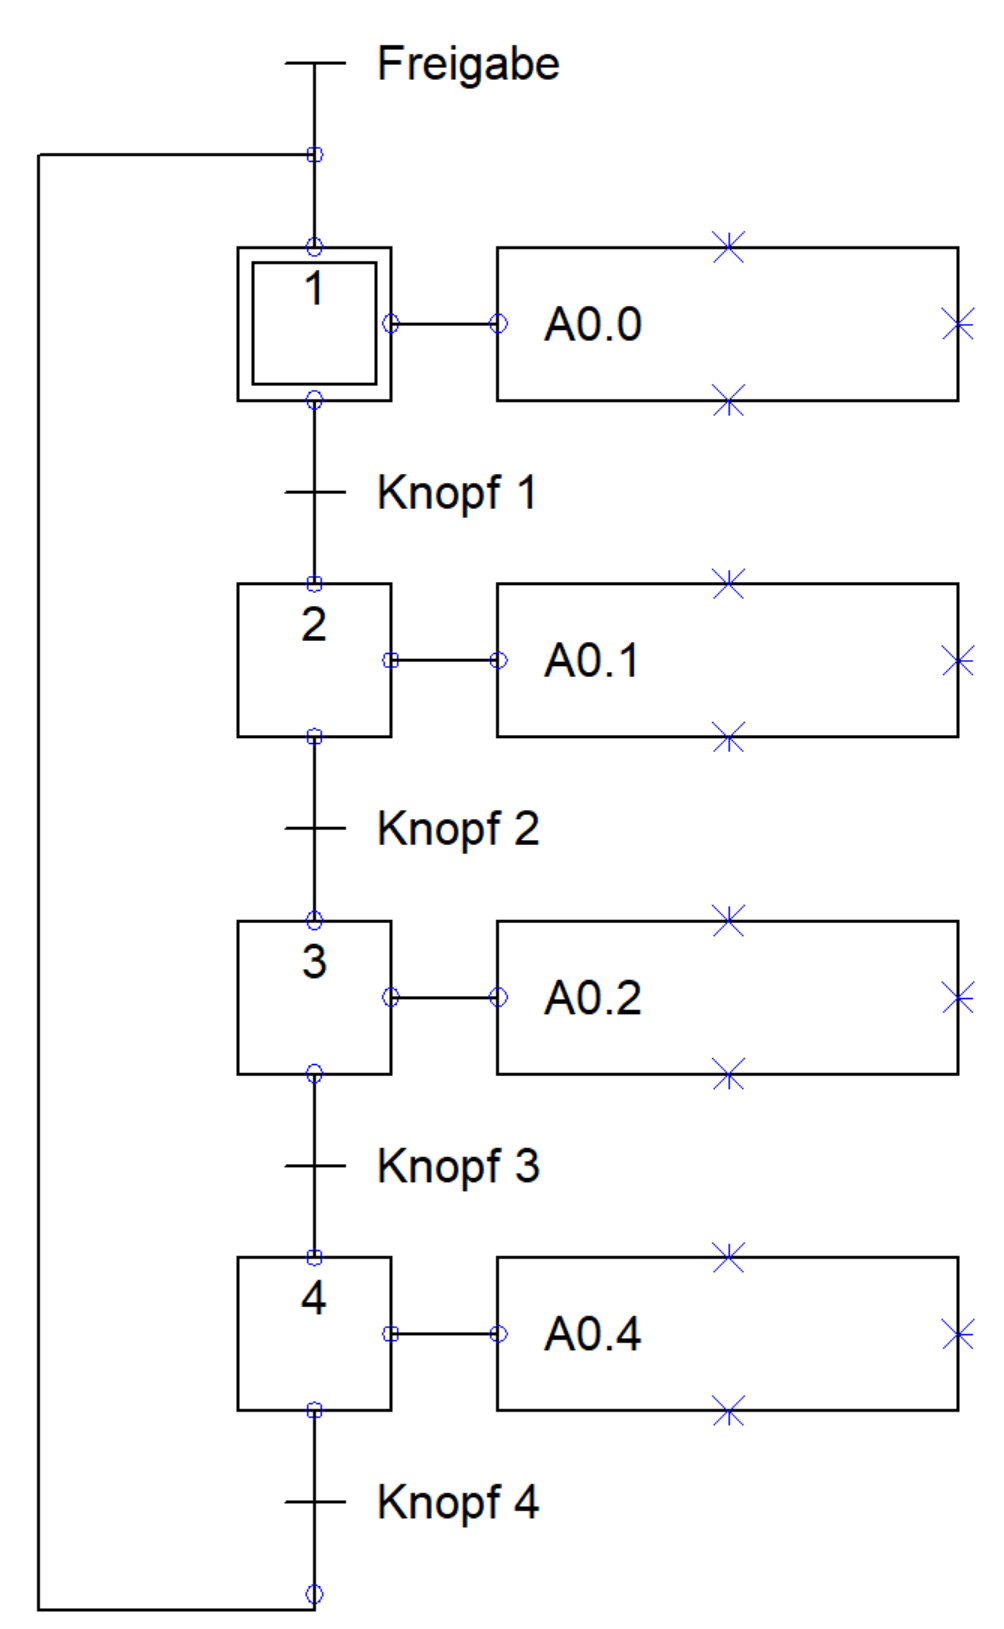 Freigabe
1
A0.0
Knopf 1
2
A0.1
Knopf 2
3
A0.2
Knopf 3
4
A0.4
Knopf 4